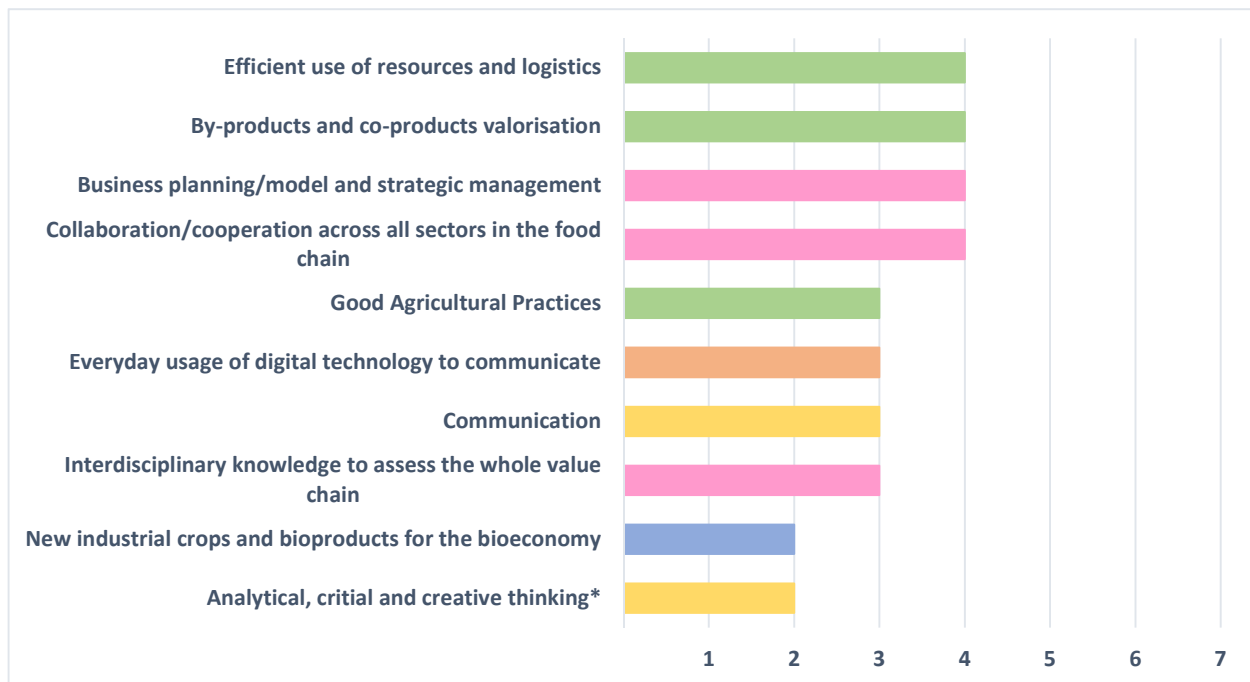 Efficient use of resources and logistics
By-products and co-products valorisation
Business planning/model and strategic management
Collaboration/cooperation across all sectors in the food
chain
Good Agricultural Practices
Everyday usage of digital technology to communicate
Communication
Interdisciplinary knowledge to assess the whole value
chain
New industrial crops and bioproducts for the bioeconomy
Analytical, critial and creative thinking*
1 2 3 4 5 6 7